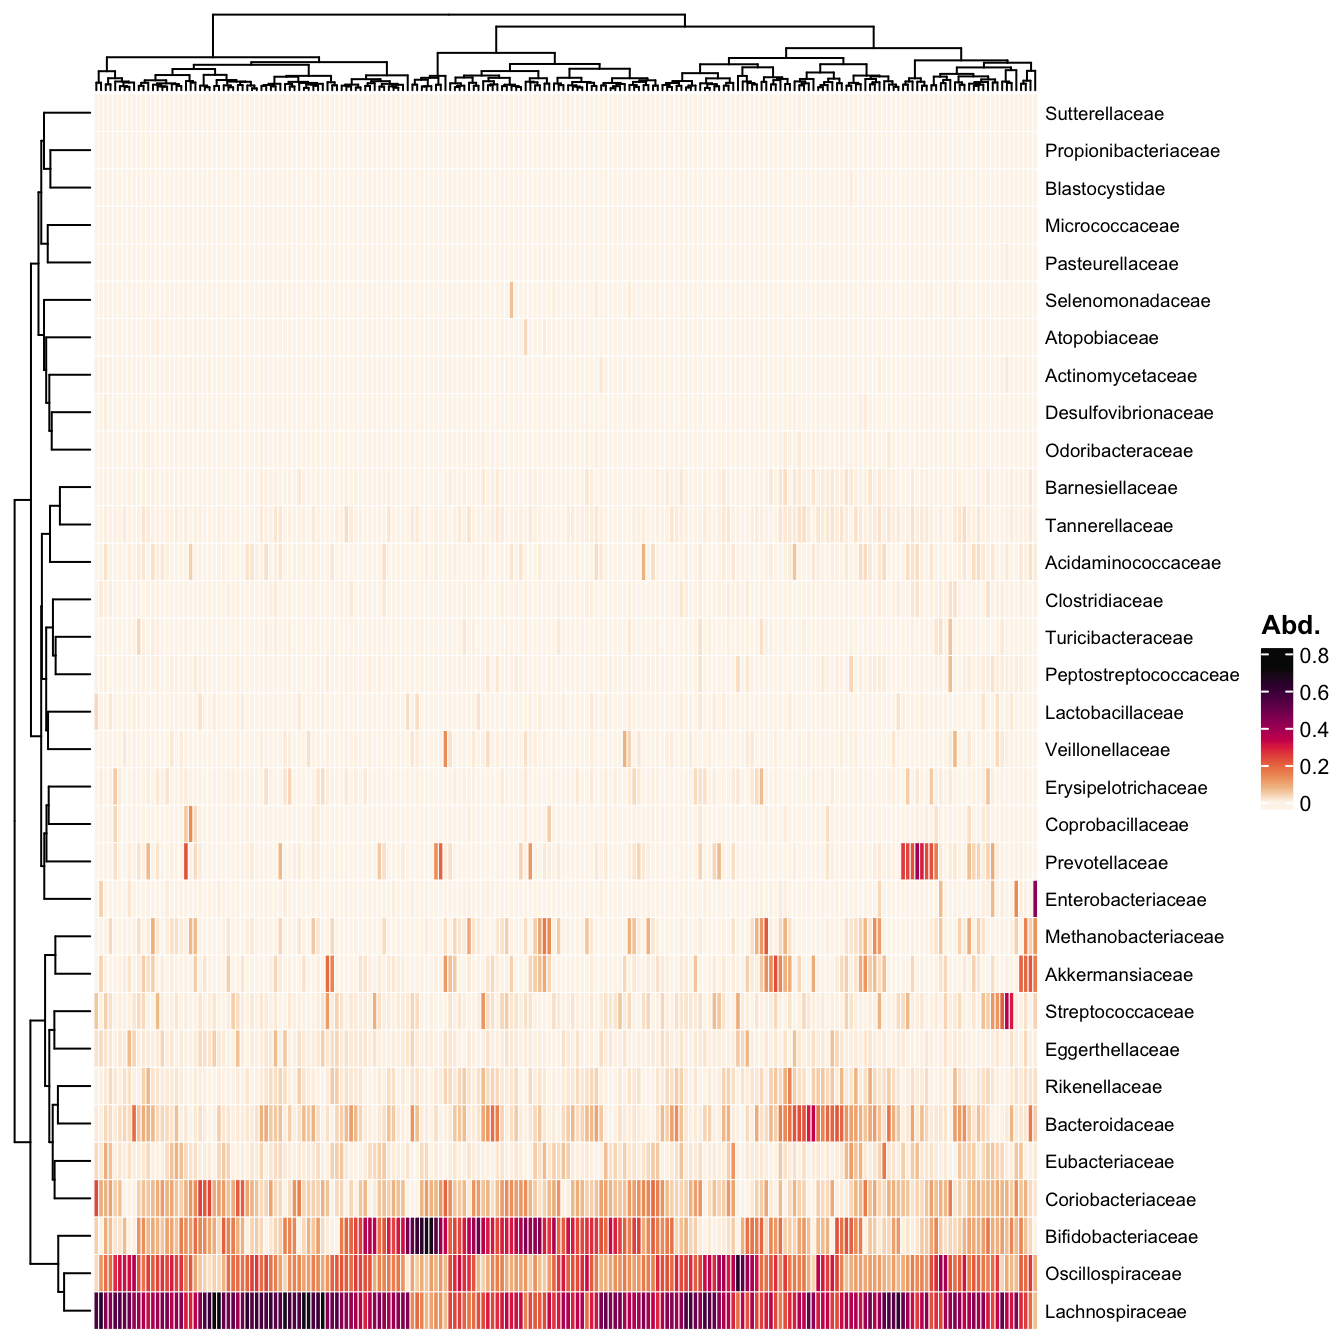 Sutterellaceae
Propionibacteriaceae
Blastocystidae
Micrococcaceae
Pasteurellaceae
Selenomonadaceae
Atopobiaceae
Actinomycetaceae
Desulfovibrionaceae
Odoribacteraceae
Barnesiellaceae
Tannerellaceae
Acidaminococcaceae
Clostridiaceae
Turicibacteraceae
Peptostreptococcaceae
Lactobacillaceae
Veillonellaceae
Erysipelotrichaceae
Coprobacillaceae
Prevotellaceae
Enterobacteriaceae
Methanobacteriaceae
Akkermansiaceae
Streptococcaceae
Eggerthellaceae
Rikenellaceae
Bacteroidaceae
Eubacteriaceae
Coriobacteriaceae
Bifidobacteriaceae
Oscillospiraceae
Lachnospiraceae
Abd.
0.8
0.6
0.4
0.2
0